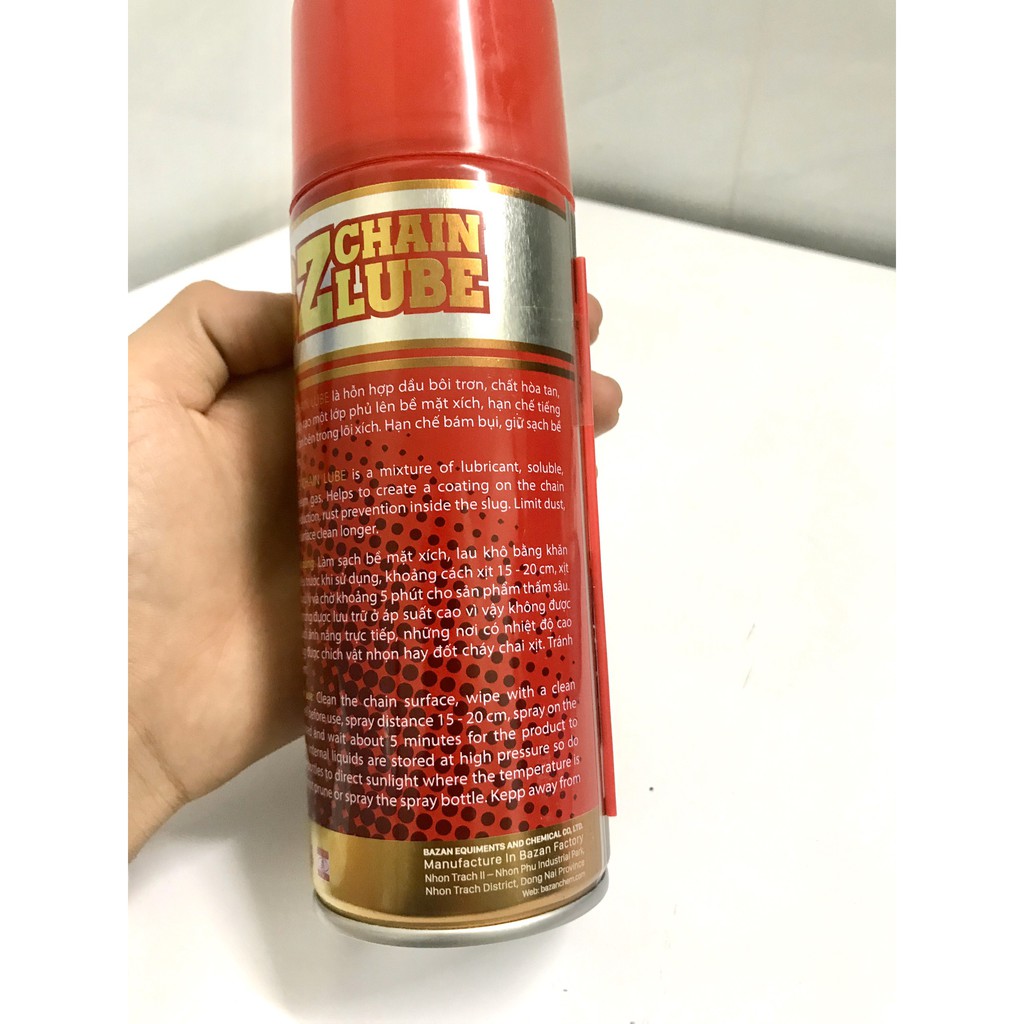 Z CHAIN
LUBE
LUBE là hỗn hợp dầu bôi trơn, chất hòa tan,
một lớp phủ lên bề mặt xích, hạn chế tiếng
bên trong lõi xích. Hạn chế bám bụi, giữ sạch bề
CHAIN LUBE is a mixture of lubricant, soluble,
gas. Helps to create a coating on the chain
rust prevention inside the slug. Limit dust,
clean longer.
Làm sạch bề mặt xích, lau khô bằng khăn
trước khi sử dụng, khoảng cách xịt 15 - 20 cm, xịt
và chờ khoảng 5 phút cho sản phẩm thấm sâu.
được lưu trữ ở áp suất cao vì vậy không được
ánh nắng trực tiếp, những nơi có nhiệt độ cao
được chích vật nhọn hay đốt cháy chai xịt. Tránh
Clean the chain surface, wipe with a clean
before use, spray distance 15 - 20 cm, spray on the
end wait about 5 minutes for the product to
liquids are stored at high pressure so do
to direct sunlight where the temperature is
prune or spray the spray bottle. Kepp away from
BAZAN EQUIMENTS AND CHEMICAL CO, LTD.
Manufacture In Bazan Factory
Nhon Trach II – Nhon Phu Industrial Park,
Nhon Trach District, Dong Nai Province
Web: bazanchem.com